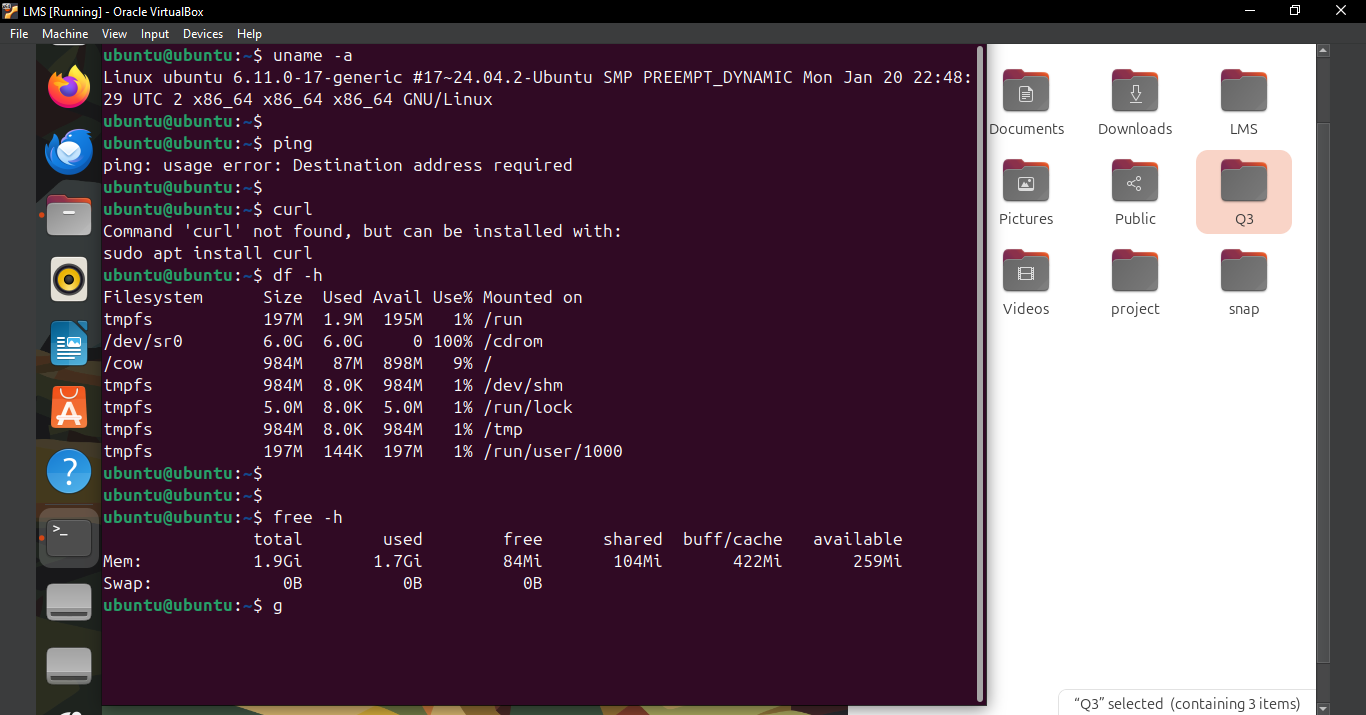 LMS [Running] - Oracle VirtualBox
File Machine View Input Devices Help
ubuntu@ubuntu:~$ uname -a
Linux ubuntu 6.11.0-17-generic #17~24.04.2-Ubuntu SMP PREEMPT_DYNAMIC Mon Jan 20 22:48:
29 UTC 2 x86_64 x86_64 x86_64 GNU/Linux
ubuntu@ubuntu:~$
ubuntu@ubuntu:~$ ping
ping: usage error: Destination address required
ubuntu@ubuntu:~$
ubuntu@ubuntu:~$ curl
Command 'curl' not found, but can be installed with:
sudo apt install curl
ubuntu@ubuntu:~$ df -h
Filesystem      Size  Used Avail Use% Mounted on
tmpfs           197M  1.9M  195M   1% /run
/dev/sr0        6.0G  6.0G     0 100% /cdrom
/cow            984M   87M  898M   9% /
tmpfs           984M  8.0K  984M   1% /dev/shm
tmpfs           5.0M  8.0K  5.0M   1% /run/lock
tmpfs           984M  8.0K  984M   1% /tmp
tmpfs           197M  144K  197M   1% /run/user/1000
ubuntu@ubuntu:~$
ubuntu@ubuntu:~$
ubuntu@ubuntu:~$ free -h
               total        used        free      shared  buff/cache   available
Mem:           1.9Gi       1.7Gi        84Mi       104Mi       422Mi       259Mi
Swap:             0B          0B          0B
ubuntu@ubuntu:~$ g
Documents Downloads LMS
Pictures Public Q3
Videos project snap
“Q3” selected (containing 3 items)